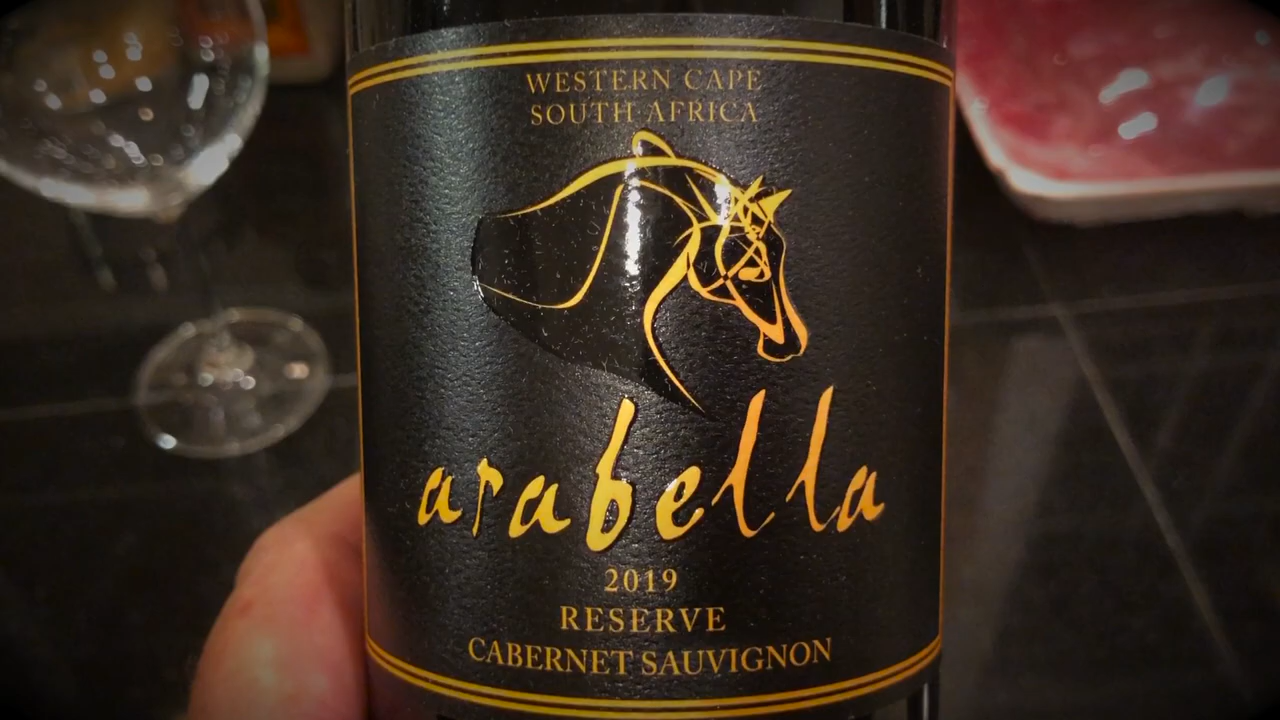 WESTERN CAPE
SOUTH AFRICA
arabella
2019
RESERVE
CABERNET SAUVIGNON